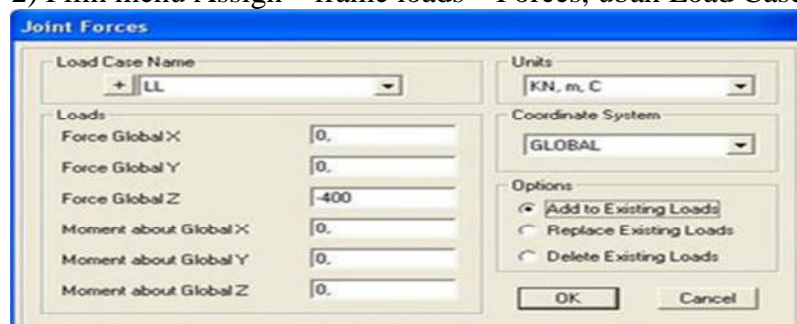 2) Pilih menu Assign – frame loads – Forces, ubah Load Case
Joint Forces
Load Case Name
+ LL
Units
KN, m, C
Loads
Force Global X 0,
Force Global Y 0,
Force Global Z -400
Moment about Global X 0,
Moment about Global Y 0,
Moment about Global Z 0,
Coordinate System
GLOBAL
Options
Add to Existing Loads
Replace Existing Loads
Delete Existing Loads
OK Cancel